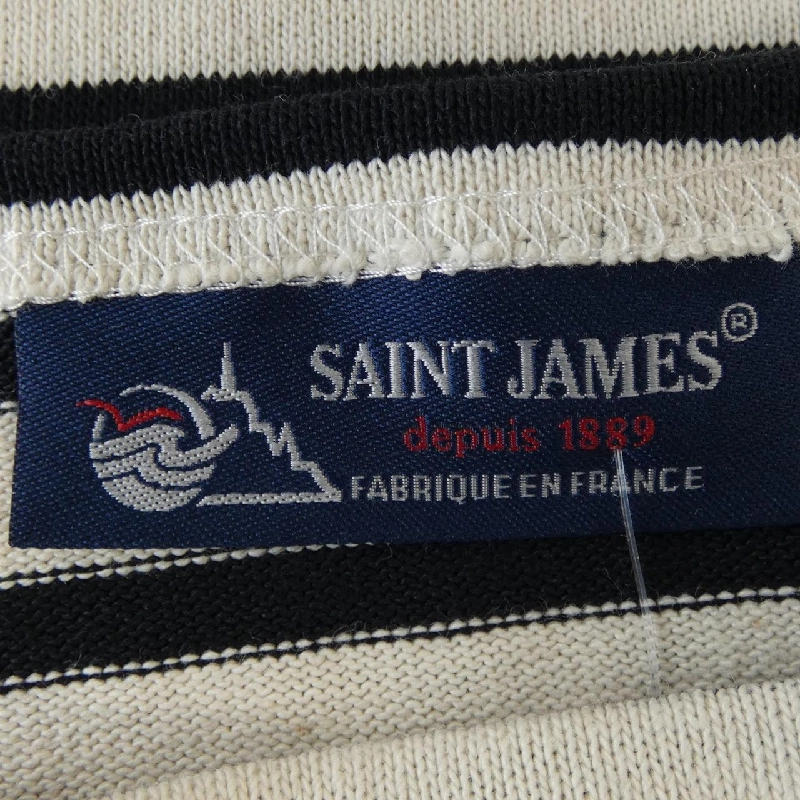 SAINT JAMES®
depuis 1889
FABRIQUE EN FRANCE